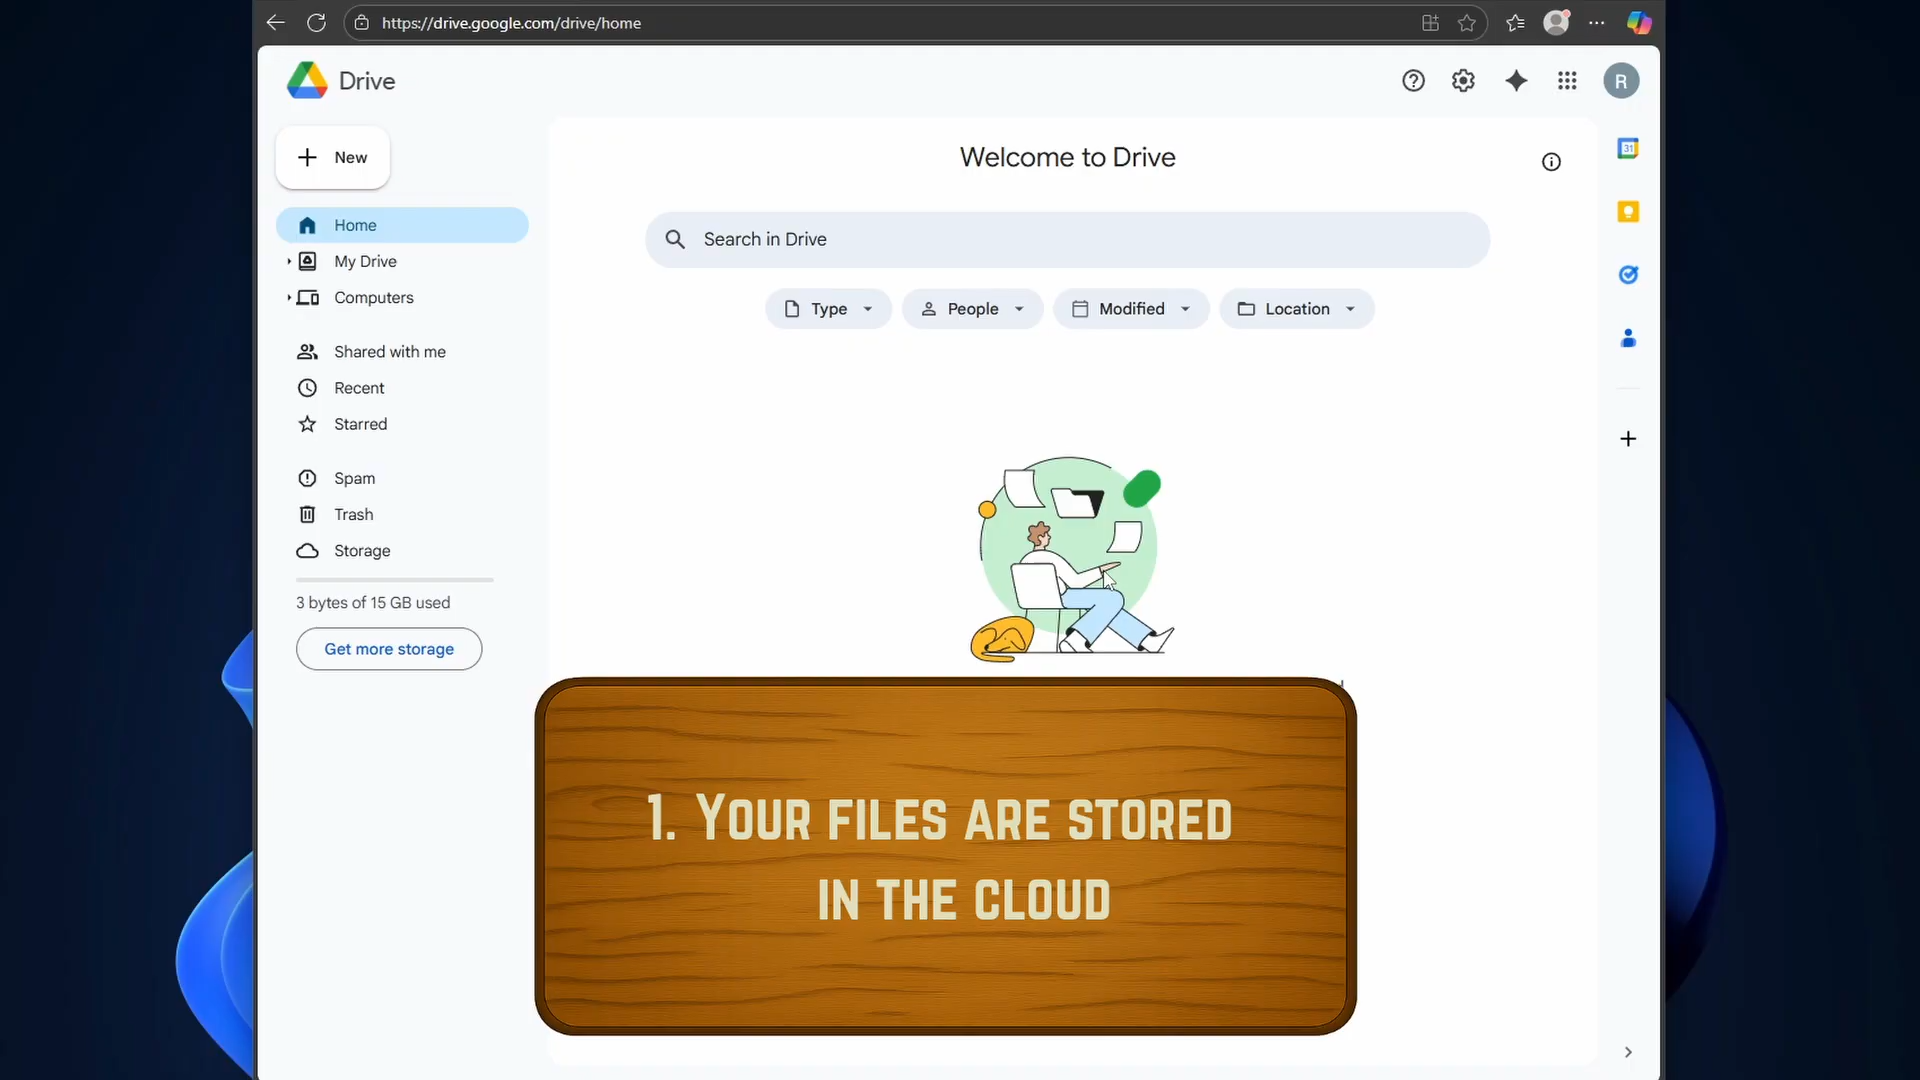 https://drive.google.com/drive/home
Drive
R
New
Welcome to Drive
31
Search in Drive
Home
My Drive
Computers
Type
People
Modified
Location
Shared with me
Recent
Starred
Spam
Trash
Storage
3 bytes of 15 GB used
Get more storage
1. Your files are stored
in the cloud